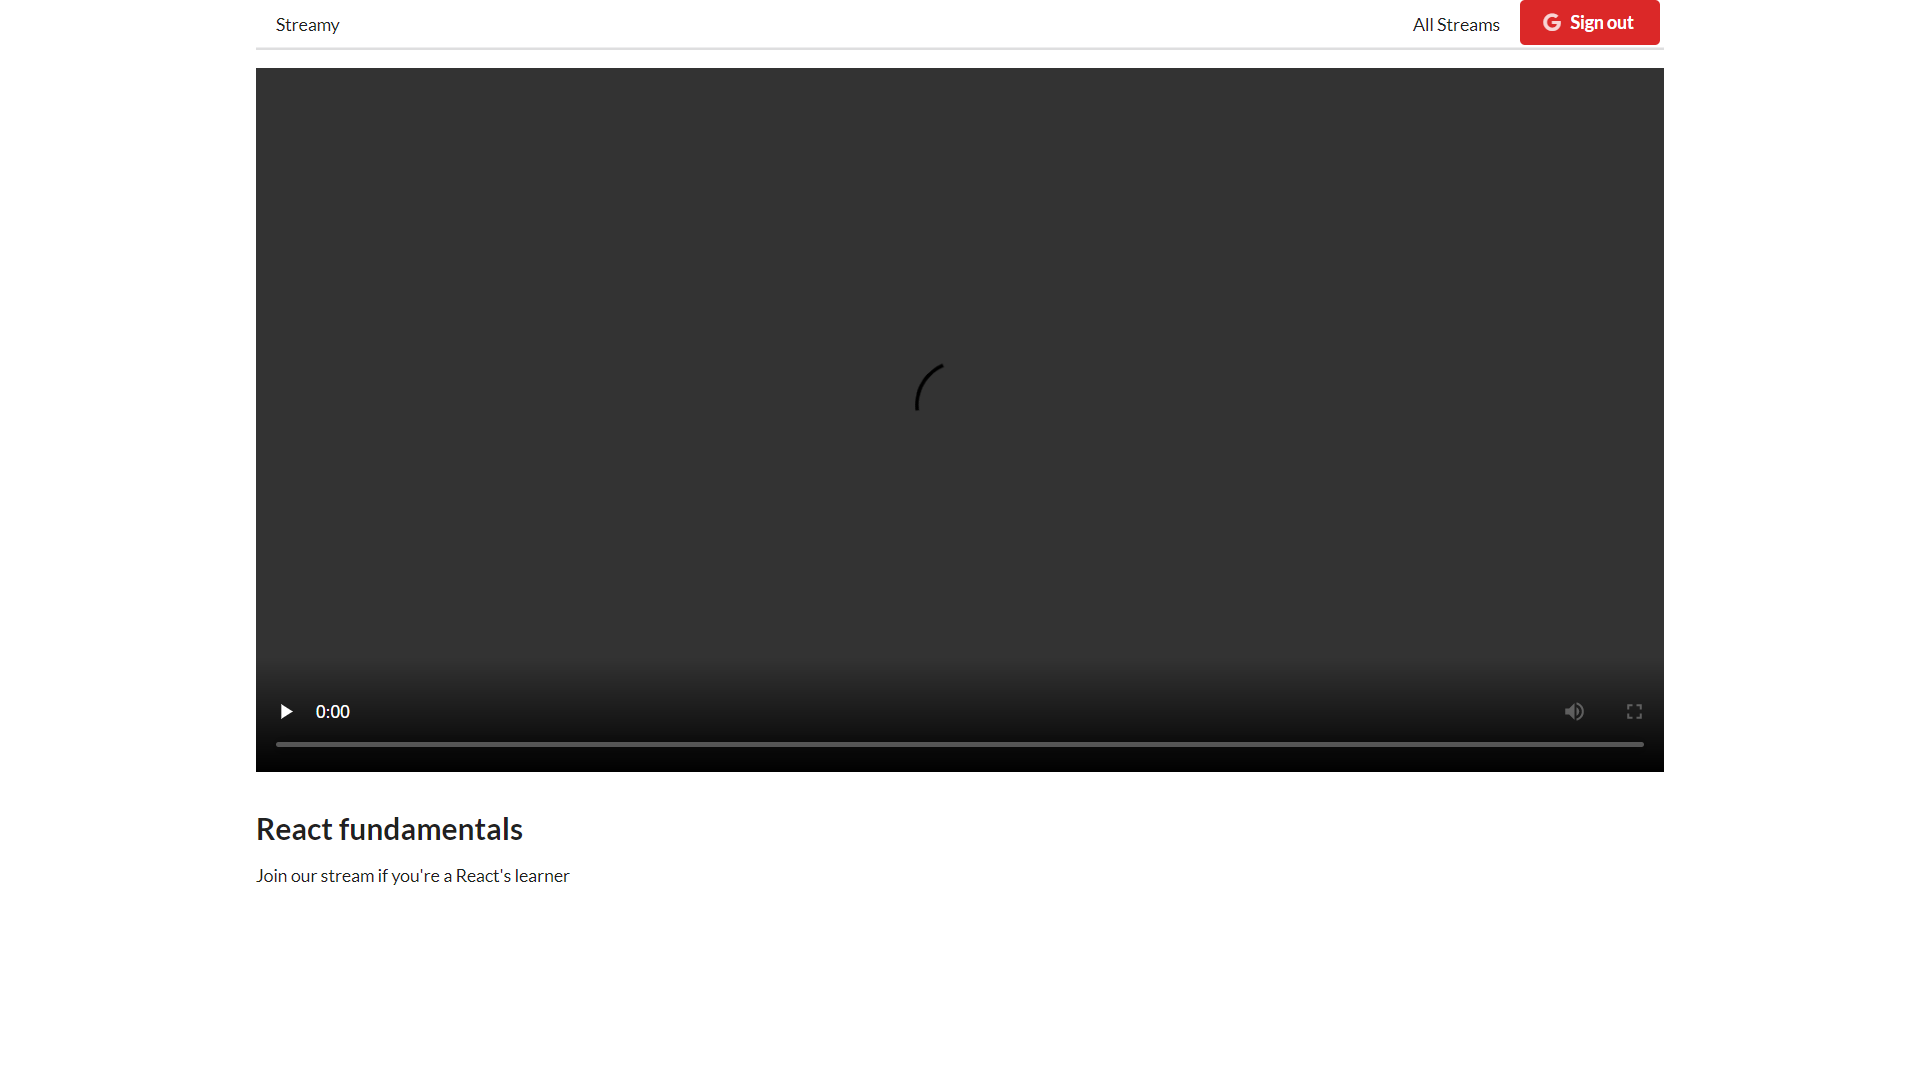 Streamy
All Streams
Sign out
0:00
React fundamentals
Join our stream if you're a React's learner